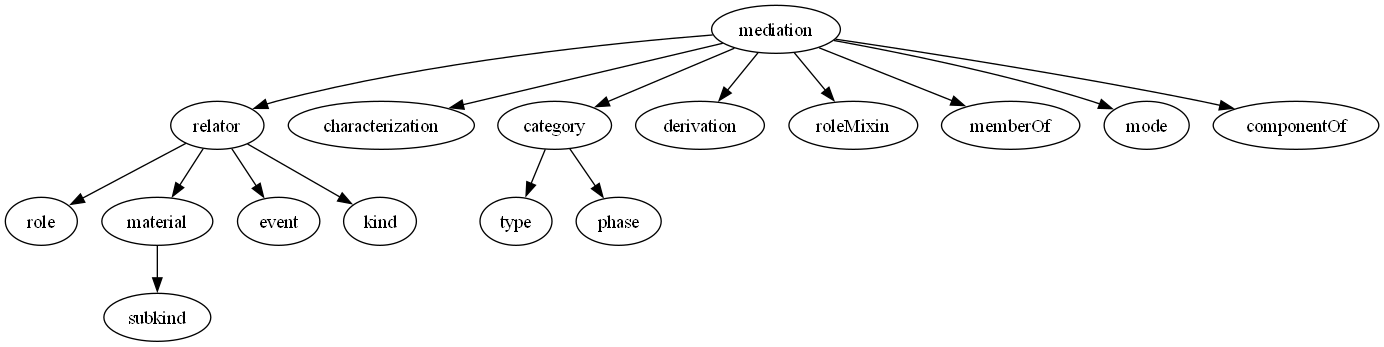 mediation
relator
characterization
category
derivation
roleMixin
memberOf
mode
componentOf
role
material
event
kind
type
phase
subkind